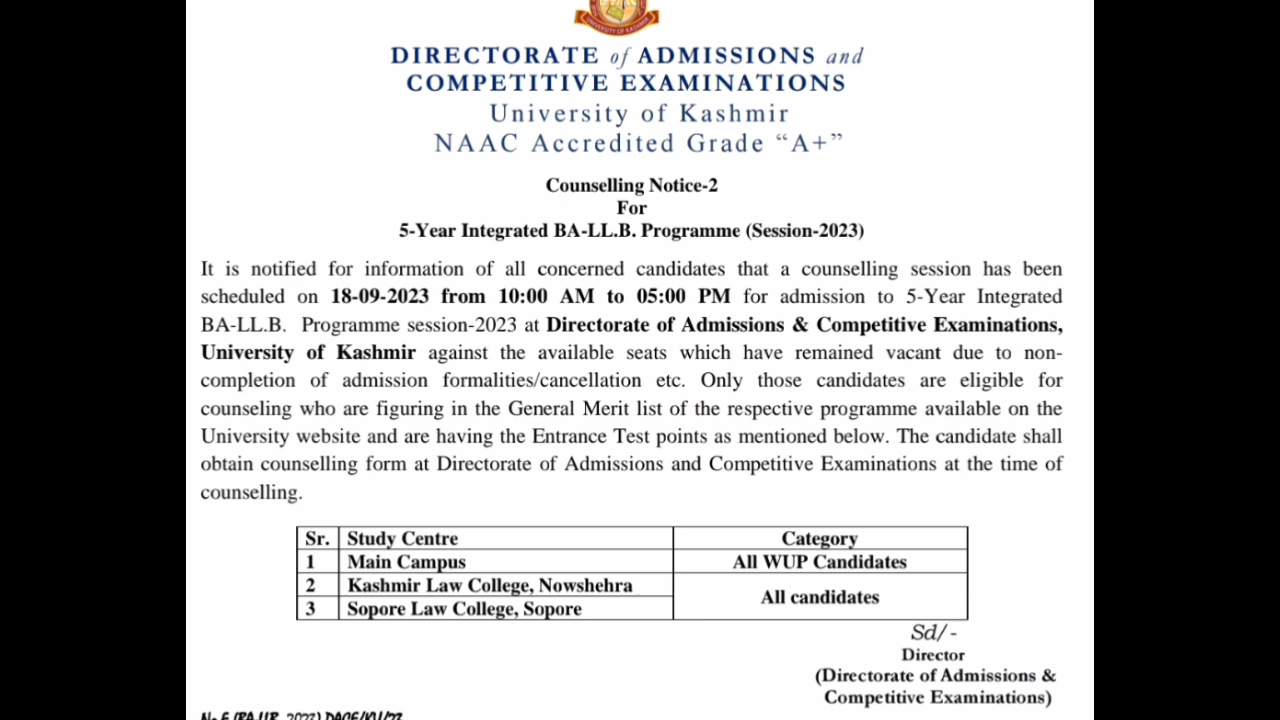 UNIVERSITY OF KASHMIR
DIRECTORATE of ADMISSIONS and
COMPETITIVE EXAMINATIONS
University of Kashmir
NAAC Accredited Grade “A+”
Counselling Notice-2
For
5-Year Integrated BA-LL.B. Programme (Session-2023)
It is notified for information of all concerned candidates that a counselling session has been
scheduled on 18-09-2023 from 10:00 AM to 05:00 PM for admission to 5-Year Integrated
BA-LL.B. Programme session-2023 at Directorate of Admissions & Competitive Examinations,
University of Kashmir against the available seats which have remained vacant due to non-
completion of admission formalities/cancellation etc. Only those candidates are eligible for
counseling who are figuring in the General Merit list of the respective programme available on the
University website and are having the Entrance Test points as mentioned below. The candidate shall
obtain counselling form at Directorate of Admissions and Competitive Examinations at the time of
counselling.
Sr. Study Centre Category
1 Main Campus All WUP Candidates
2 Kashmir Law College, Nowshehra
All candidates
3 Sopore Law College, Sopore
Sd/-
Director
(Directorate of Admissions &
Competitive Examinations)